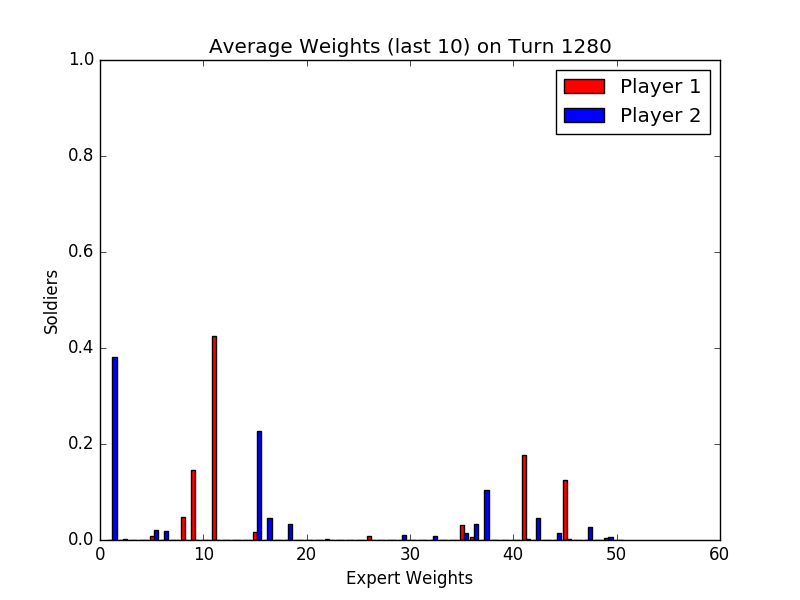 Average Weights (last 10) on Turn 1280
1.0
0.8
0.6
0.4
0.2
0.0
Soldiers
Player 1
Player 2
0 10 20 30 40 50 60
Expert Weights